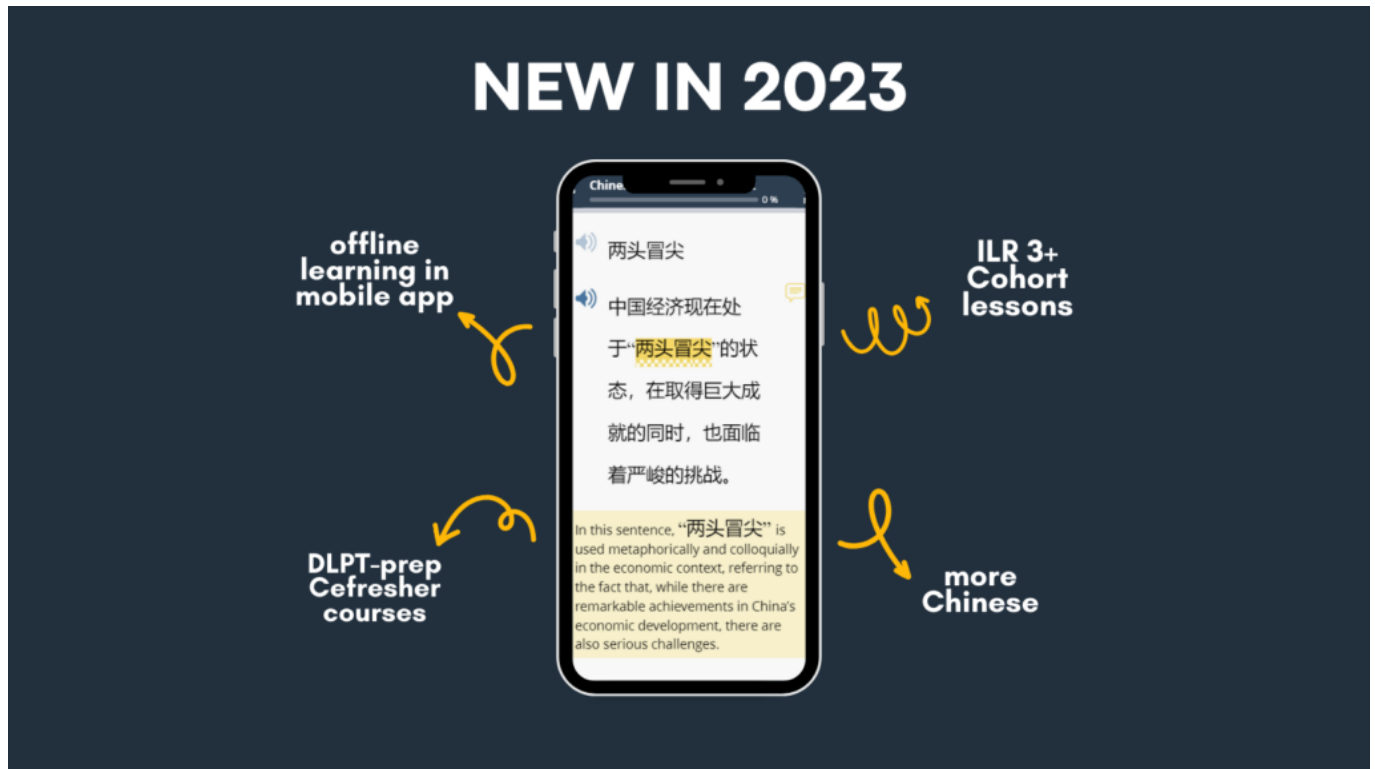 NEW IN 2023
offline
learning in
mobile app
ILR 3+
Cohort
lessons
DLPT-prep
Cefresher
courses
more
Chinese
Chine
0 %
两头冒尖
中国经济现在处
于“两头冒尖”的状
态，在取得巨大成
就的同时，也面临
着严峻的挑战。
In this sentence, “两头冒尖” is
used metaphorically and colloquially
in the economic context, referring to
the fact that, while there are
remarkable achievements in China's
economic development, there are
also serious challenges.